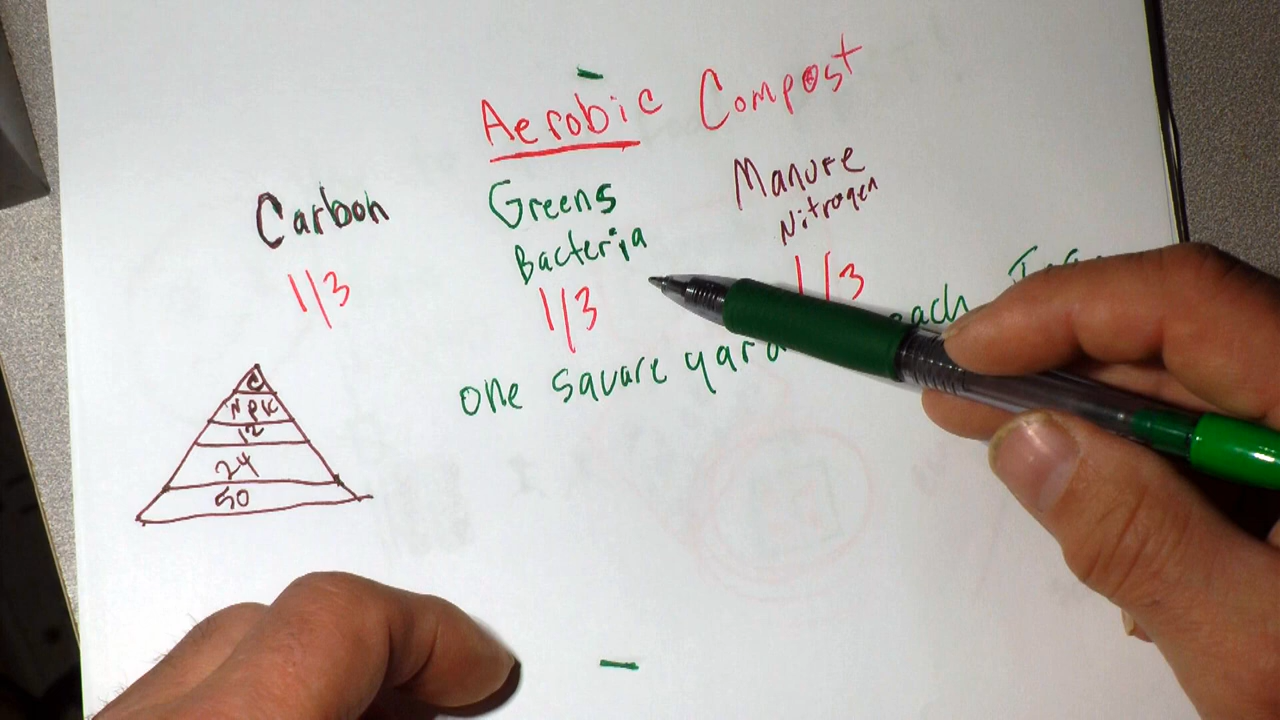 Aerobic Compost
Carbon Greens Manure
Bacteria Nitrogen
1/3 1/3 1/3
one square yard each
C
N P K
12
24
50